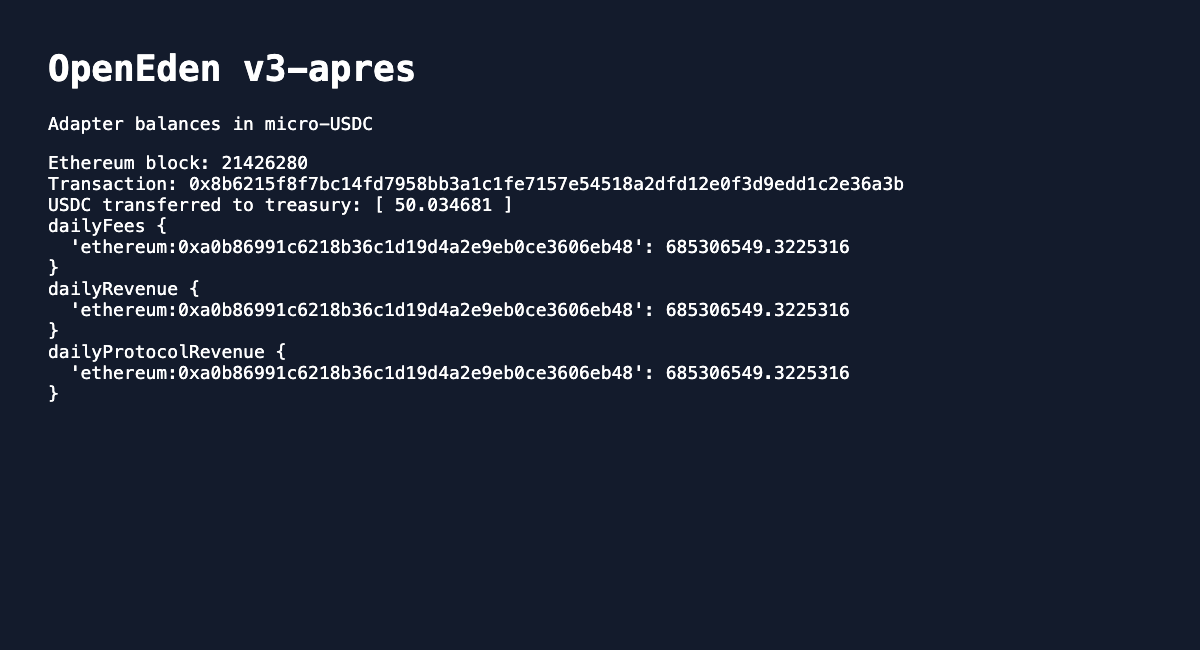 OpenEden v3-apres
Adapter balances in micro-USDC
Ethereum block: 21426280
Transaction: 0x8b6215f8f7bc14fd7958bb3a1c1fe7157e54518a2dfd12e0f3d9edd1c2e36a3b
USDC transferred to treasury: [ 50.034681 ]
dailyFees {
  'ethereum:0xa0b86991c6218b36c1d19d4a2e9eb0ce3606eb48': 685306549.3225316
}
dailyRevenue {
  'ethereum:0xa0b86991c6218b36c1d19d4a2e9eb0ce3606eb48': 685306549.3225316
}
dailyProtocolRevenue {
  'ethereum:0xa0b86991c6218b36c1d19d4a2e9eb0ce3606eb48': 685306549.3225316
}